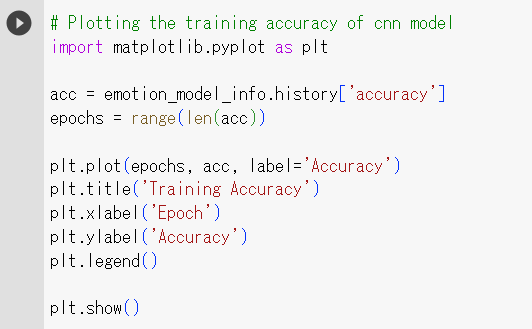 # Plotting the training accuracy of cnn model
import matplotlib.pyplot as plt
acc = emotion_model_info.history['accuracy']
epochs = range(len(acc))
plt.plot(epochs, acc, label='Accuracy')
plt.title('Training Accuracy')
plt.xlabel('Epoch')
plt.ylabel('Accuracy')
plt.legend()
plt.show()